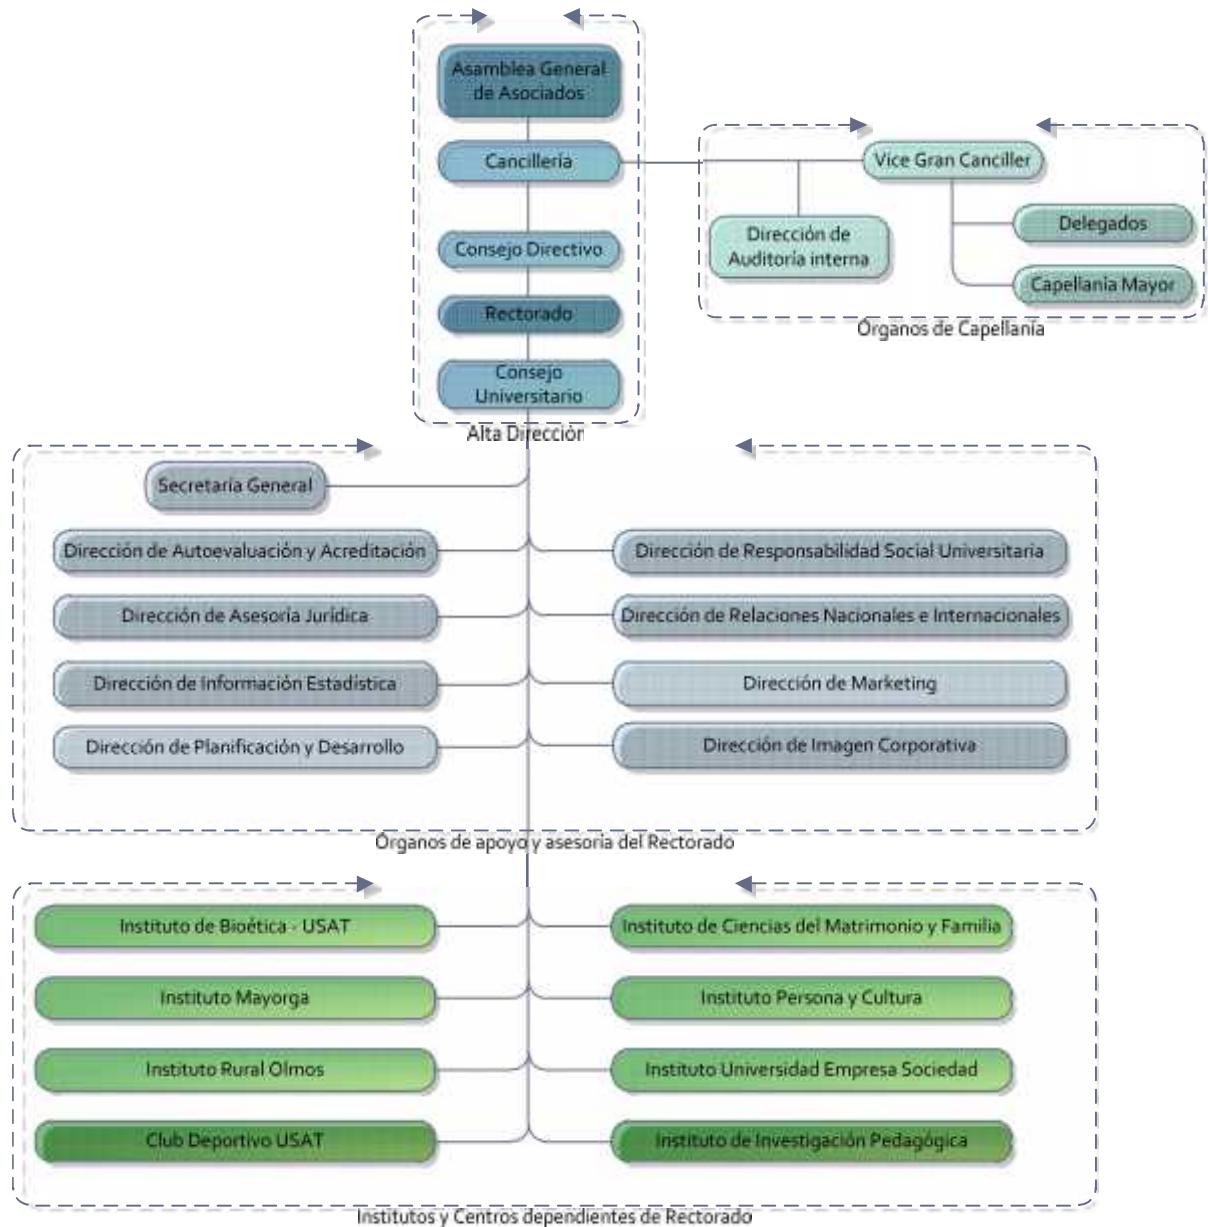 Asamblea General
de Asociados
Cancillería
Vice Gran Canciller
Dirección de
Auditoría interna
Delegados
Capellanía Mayor
Órganos de Capellanía
Consejo Directivo
Rectorado
Consejo
Universitario
Alta Dirección
Secretaría General
Dirección de Autoevaluación y Acreditación
Dirección de Responsabilidad Social Universitaria
Dirección de Asesoría Jurídica
Dirección de Relaciones Nacionales e Internacionales
Dirección de Información Estadística
Dirección de Marketing
Dirección de Planificación y Desarrollo
Dirección de Imagen Corporativa
Órganos de apoyo y asesoría del Rectorado
Instituto de Bioética - USAT
Instituto de Ciencias del Matrimonio y Familia
Instituto Mayorga
Instituto Persona y Cultura
Instituto Rural Olmos
Instituto Universidad Empresa Sociedad
Club Deportivo USAT
Instituto de Investigación Pedagógica
Institutos y Centros dependientes de Rectorado